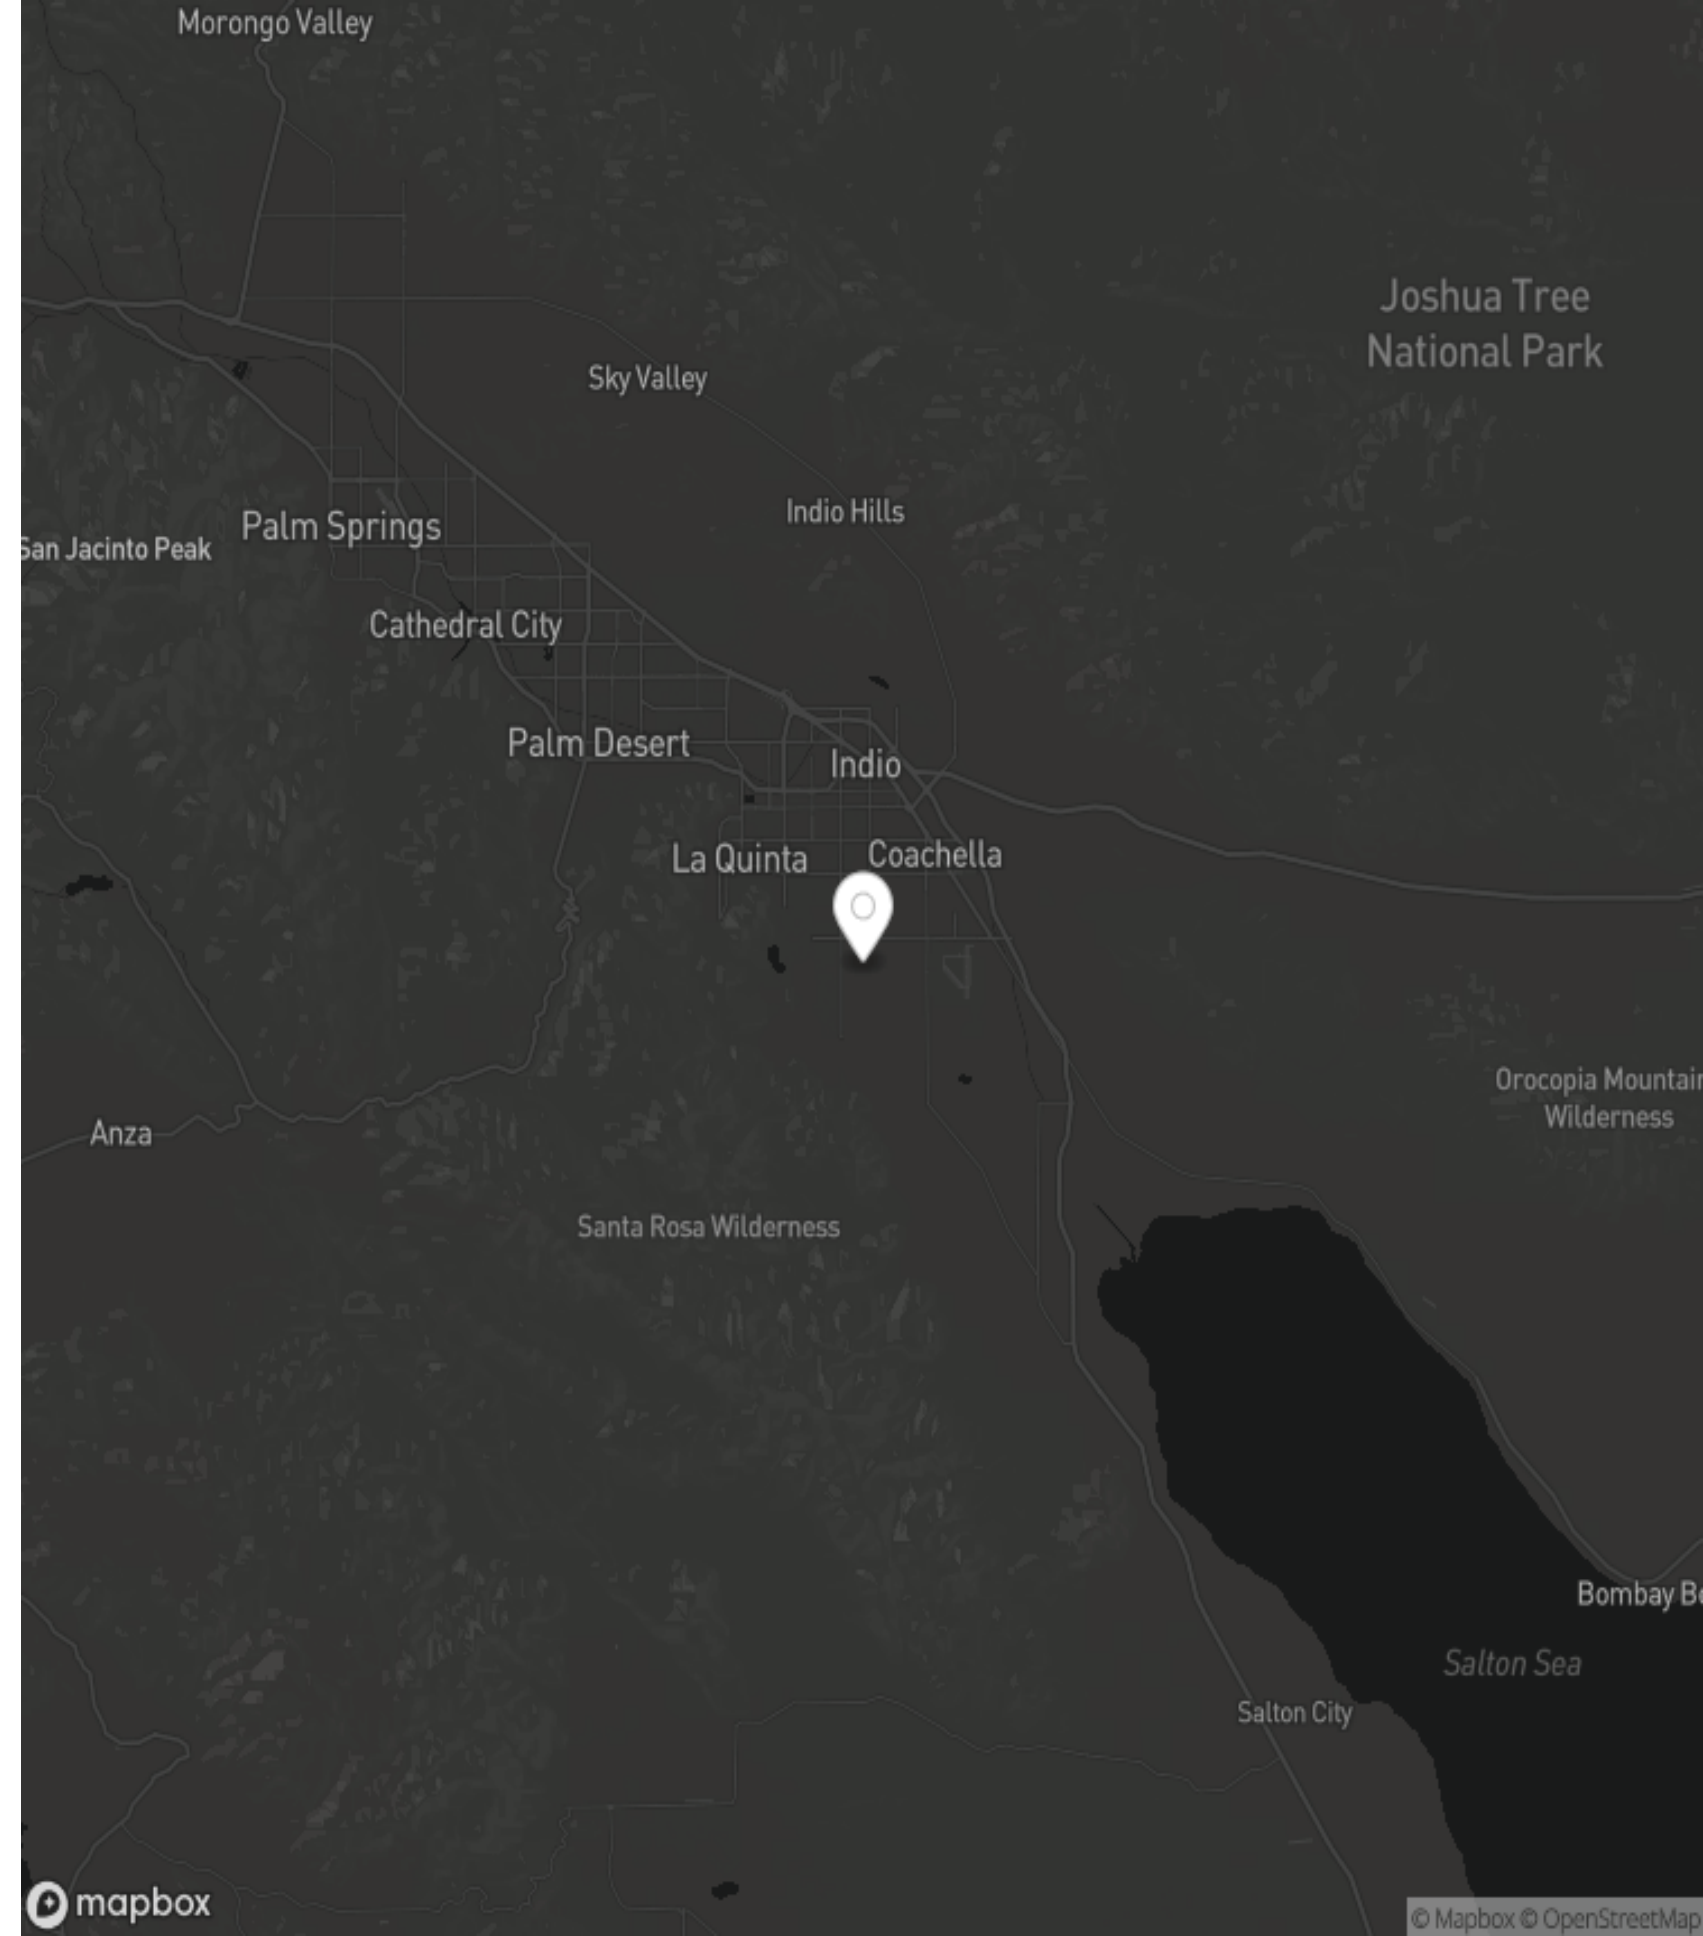 Morongo Valley
Joshua Tree
National Park
Sky Valley
Indio Hills
Palm Springs
San Jacinto Peak
Cathedral City
Palm Desert
Indio
La Quinta
Coachella
Orocopia Mountain
Wilderness
Anza
Santa Rosa Wilderness
Bombay Be
Salton Sea
Salton City
mapbox
© Mapbox © OpenStreetMap